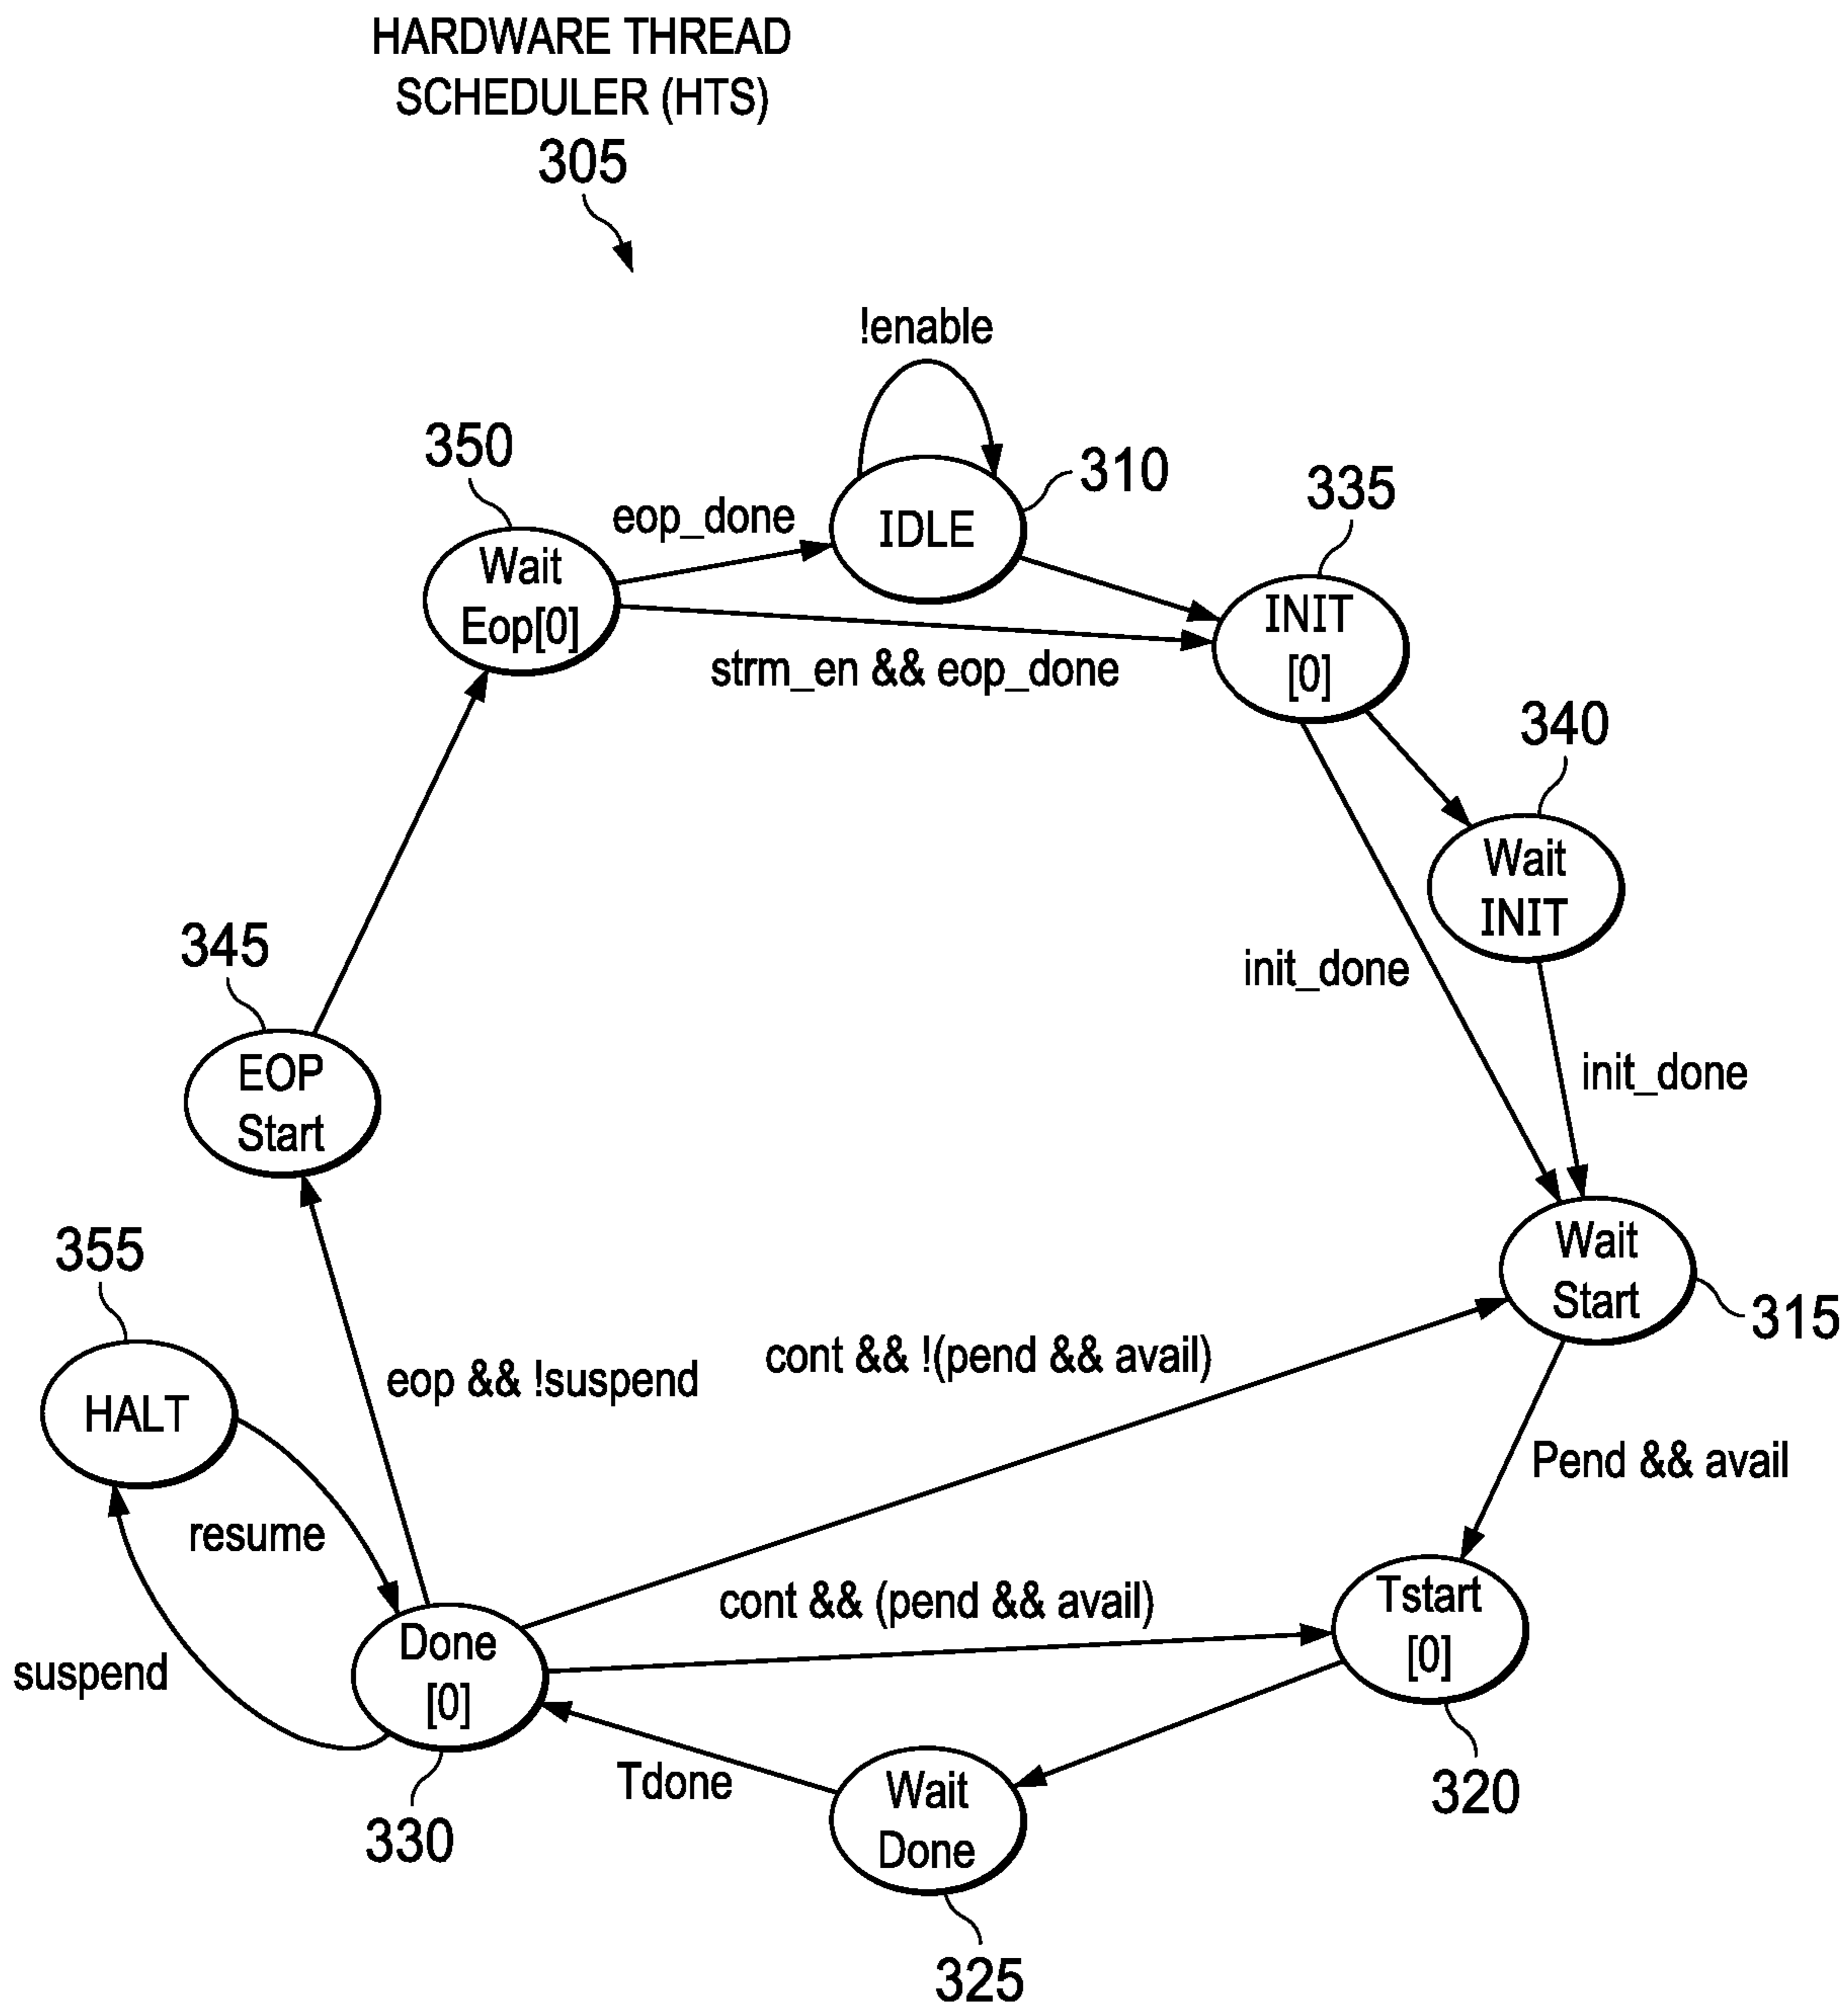 HARDWARE THREAD
SCHEDULER (HTS)
305
!enable
350
310
335
eop_done
IDLE
Wait
Eop[0]
INIT
[0]
strm_en && eop_done
340
Wait
INIT
345
init_done
EOP
Start
init_done
355
Wait
Start
315
cont && !(pend && avail)
eop && !suspend
HALT
Pend && avail
resume
cont && (pend && avail)
Tstart
[0]
Done
[0]
suspend
Tdone
Wait
Done
320
330
325